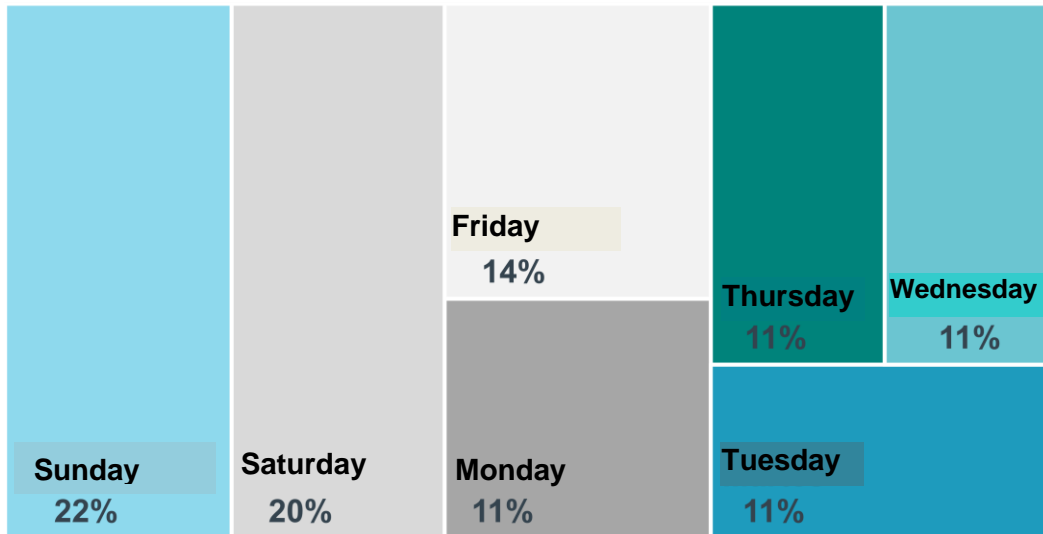 Sunday
22%
Saturday
20%
Friday
14%
Monday
11%
Thursday
11%
Wednesday
11%
Tuesday
11%